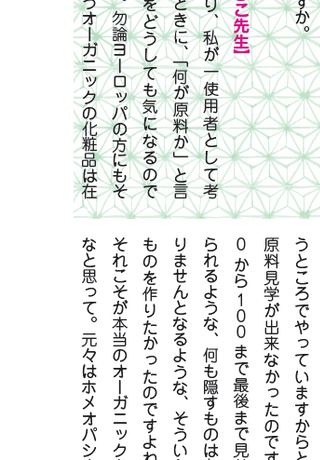 すか。
こ先生】
り、私が一使用者として考
ときに、「何が原料か」と言
をどうしても気になるので
、勿論ヨーロッパの方にもそ
うオーガニックの化粧品は在
うところでやっていますからと
原料見学が出来なかったのです
0から100まで最後まで見
られるような、何も隠すものは
りませんとなるような、そうい
ものを作りたかったのですよね
それこそが本当のオーガニック
なと思って。元々はホメオパシ